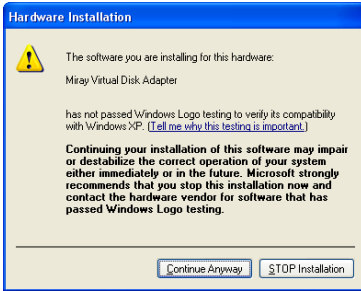 Hardware Installation
The software you are installing for this hardware:
Miray Virtual Disk Adapter
has not passed Windows Logo testing to verify its compatibility
with Windows XP. (Tell me why this testing is important.)
Continuing your installation of this software may impair
or destabilize the correct operation of your system
either immediately or in the future. Microsoft strongly
recommends that you stop this installation now and
contact the hardware vendor for software that has
passed Windows Logo testing.
Continue Anyway STOP Installation